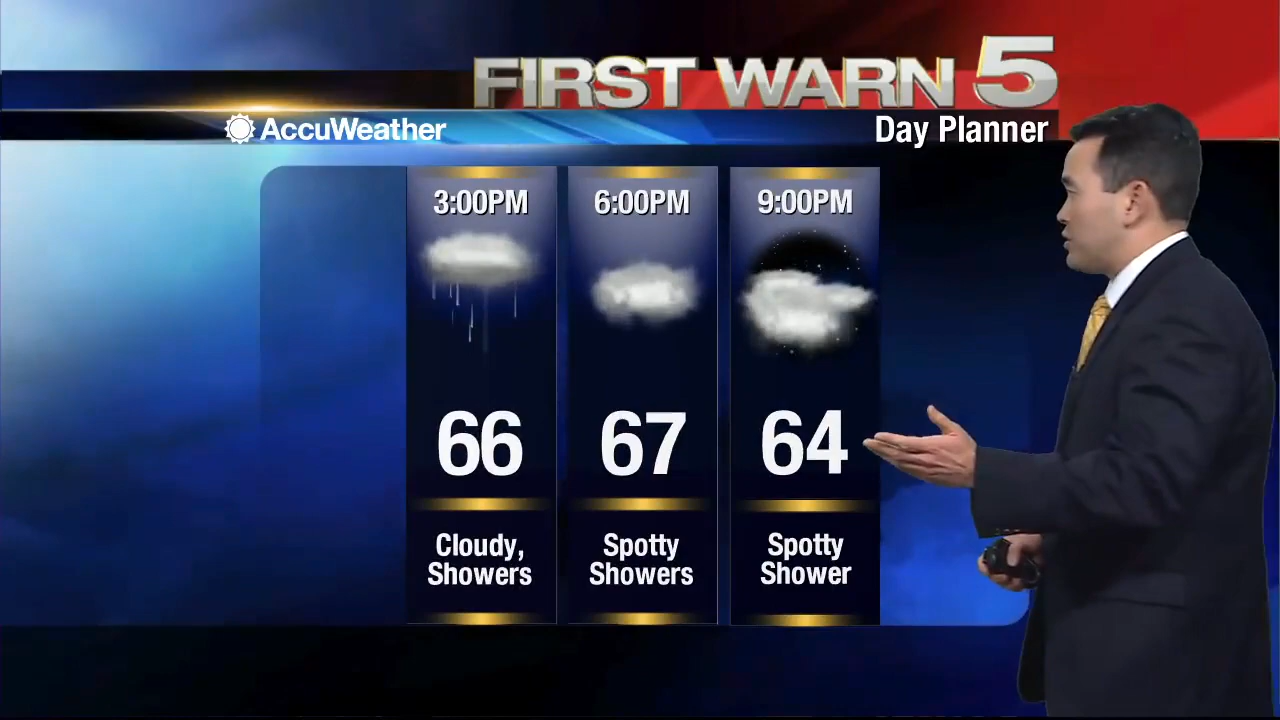 FIRST WARN 5
AccuWeather
Day Planner
3:00PM
6:00PM
9:00PM
66
67
64
Cloudy,
Showers
Spotty
Showers
Spotty
Shower